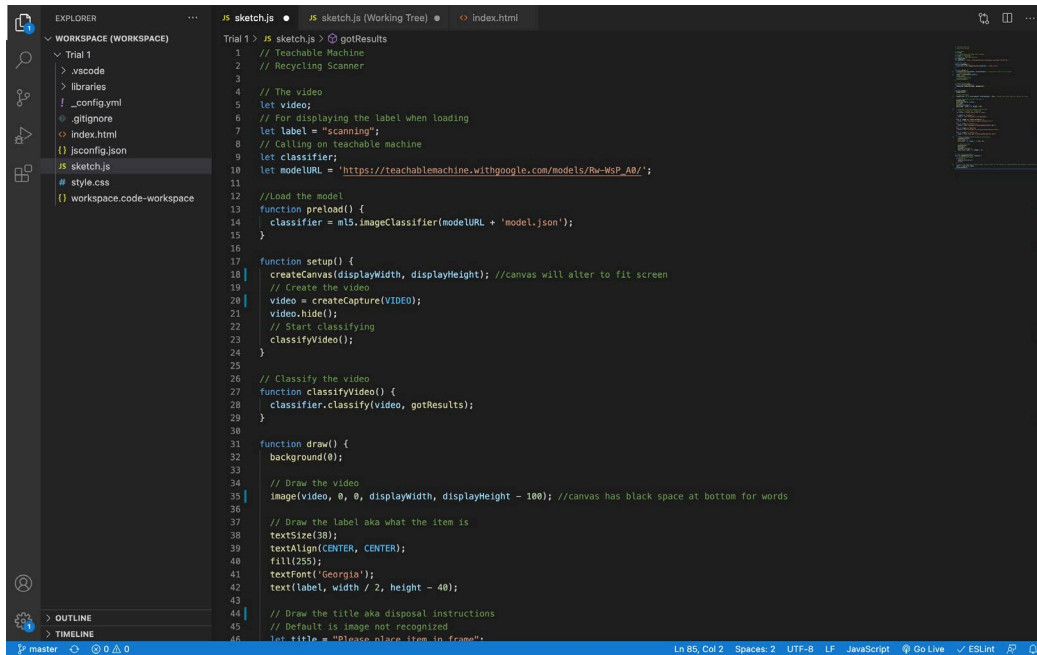 EXPLORER
JS sketch.js
JS sketch.js (Working Tree)
<> index.html
WORKSPACE (WORKSPACE)
Trial 1
.vscode
libraries
! _config.yml
.gitignore
<> index.html
{} jsconfig.json
JS sketch.js
# style.css
{} workspace.code-workspace
Trial 1 > JS sketch.js > gotResults
1 // Teachable Machine
2 // Recycling Scanner
3
4 // The video
5 let video;
6 // For displaying the label when loading
7 let label = "scanning";
8 // Calling on teachable machine
9 let classifier;
10 let modelURL = 'https://teachablemachine.withgoogle.com/models/Rw-WsP_A0/';
11
12 //Load the model
13 function preload() {
14 classifier = ml5.imageClassifier(modelURL + 'model.json');
15 }
16
17 function setup() {
18 createCanvas(displayWidth, displayHeight); //canvas will alter to fit screen
19 // Create the video
20 video = createCapture(VIDEO);
21 video.hide();
22 // Start classifying
23 classifyVideo();
24 }
25
26 // Classify the video
27 function classifyVideo() {
28 classifier.classify(video, gotResults);
29 }
30
31 function draw() {
32 background(0);
33
34 // Draw the video
35 image(video, 0, 0, displayWidth, displayHeight - 100); //canvas has black space at bottom for words
36
37 // Draw the label aka what the item is
38 textSize(38);
39 textAlign(CENTER, CENTER);
40 fill(255);
41 textFont('Georgia');
42 text(label, width / 2, height - 40);
43
44 // Draw the title aka disposal instructions
45 // Default is image not recognized
46 let title = "Please place item in frame";
OUTLINE
TIMELINE
master 0 0 Ln 85, Col 2 Spaces: 2 UTF-8 LF JavaScript Go Live ESLint